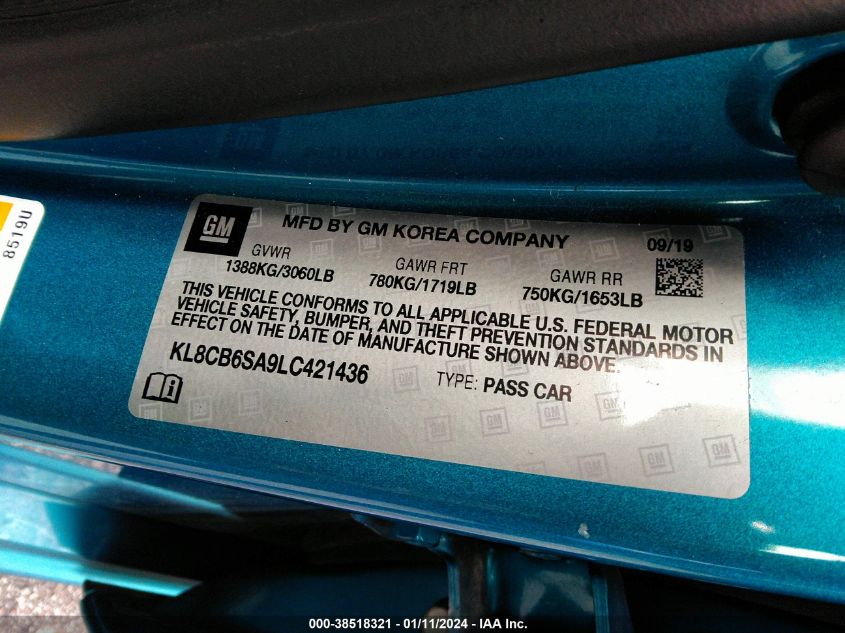 8519U
GM
MFD BY GM KOREA COMPANY
09/19
GVWR
1388KG/3060LB
GAWR FRT
780KG/1719LB
GAWR RR
750KG/1653LB
THIS VEHICLE CONFORMS TO ALL APPLICABLE U.S. FEDERAL MOTOR
VEHICLE SAFETY, BUMPER, AND THEFT PREVENTION STANDARDS IN
EFFECT ON THE DATE OF MANUFACTURE SHOWN ABOVE.
KL8CB6SA9LC421436
TYPE: PASS CAR
000-38518321 - 01/11/2024 - IAA Inc.